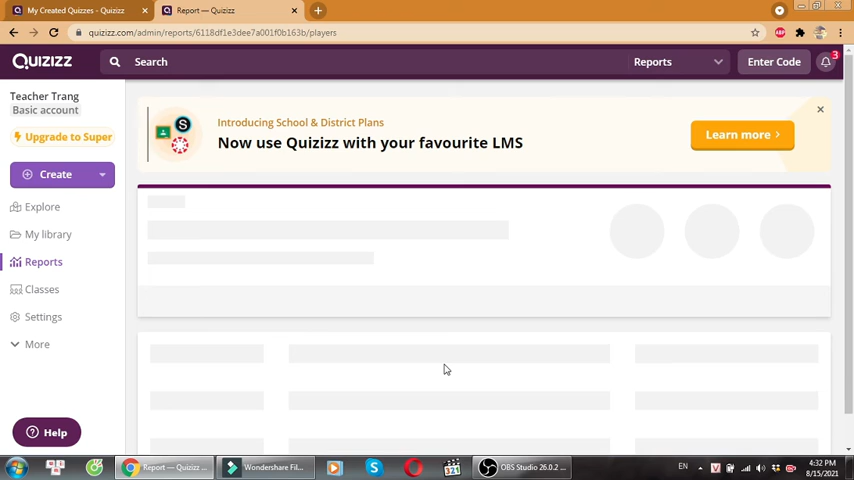 My Created Quizzes - Quizizz
Report — Quizizz
quizizz.com/admin/reports/6118df1e3dee7a001f0b163b/players
ABP
QUIZIZZ
Search
Reports
Enter Code
3
Teacher Trang
Basic account
Upgrade to Super
Create
Explore
My library
Reports
Classes
Settings
More
Help
Introducing School & District Plans
Now use Quizizz with your favourite LMS
Learn more
S
Report — Quizizz ...
Wondershare Fil...
321
OBS Studio 26.0.2 ...
EN
V
4:32 PM
8/15/2021